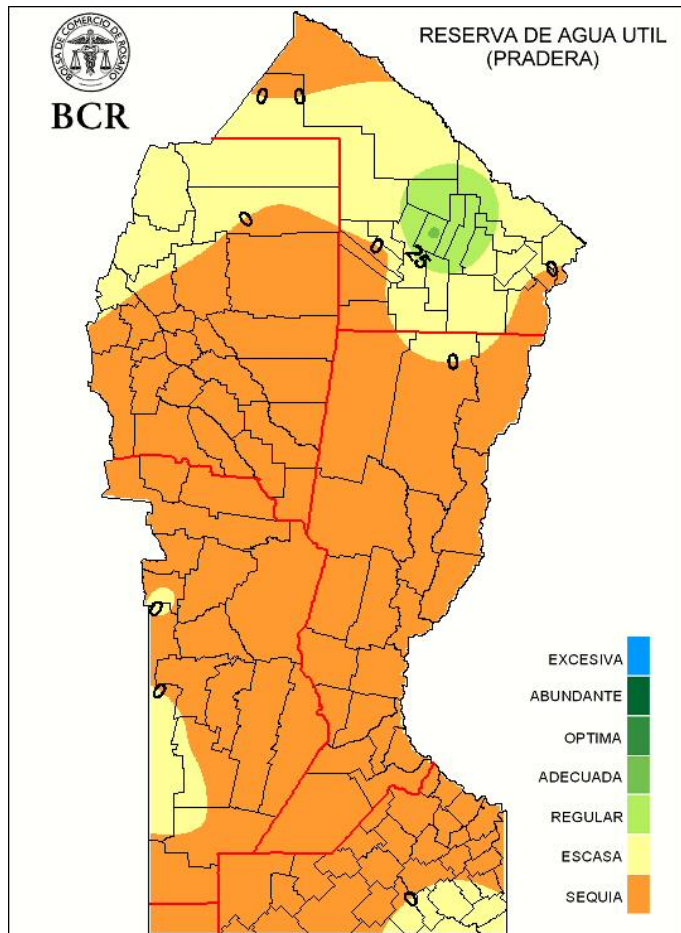 BOLSA DE COMERCIO DE ROSARIO
BCR
RESERVA DE AGUA UTIL
(PRADERA)
0
0
0
0
25
0
0
0
0
0
EXCESIVA
ABUNDANTE
OPTIMA
ADECUADA
REGULAR
ESCASA
SEQUIA